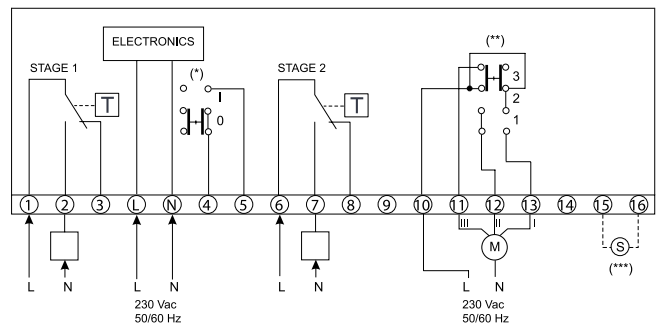 ELECTRONICS
STAGE 1
(*)
STAGE 2
(**)
T
I
0
T
3
2
1
1 2 3 L N 4 5 6 7 8 9 10 11 12 13 14 15 16
III II I
M
S
(***)
L N L N L N L N
230 Vac
50/60 Hz
230 Vac
50/60 Hz